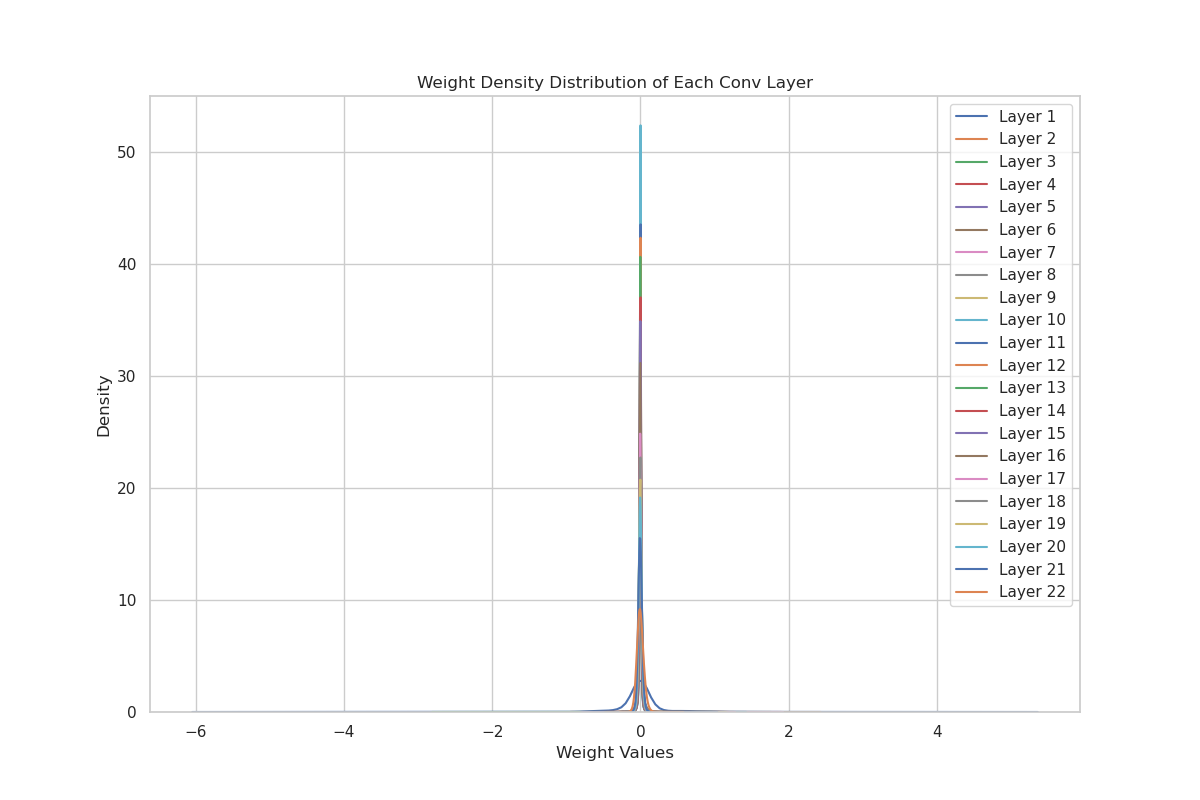 Weight Density Distribution of Each Conv Layer
50
40
30
20
10
0
Density
−6
−4
−2
0
2
4
Weight Values
Layer 1
Layer 2
Layer 3
Layer 4
Layer 5
Layer 6
Layer 7
Layer 8
Layer 9
Layer 10
Layer 11
Layer 12
Layer 13
Layer 14
Layer 15
Layer 16
Layer 17
Layer 18
Layer 19
Layer 20
Layer 21
Layer 22